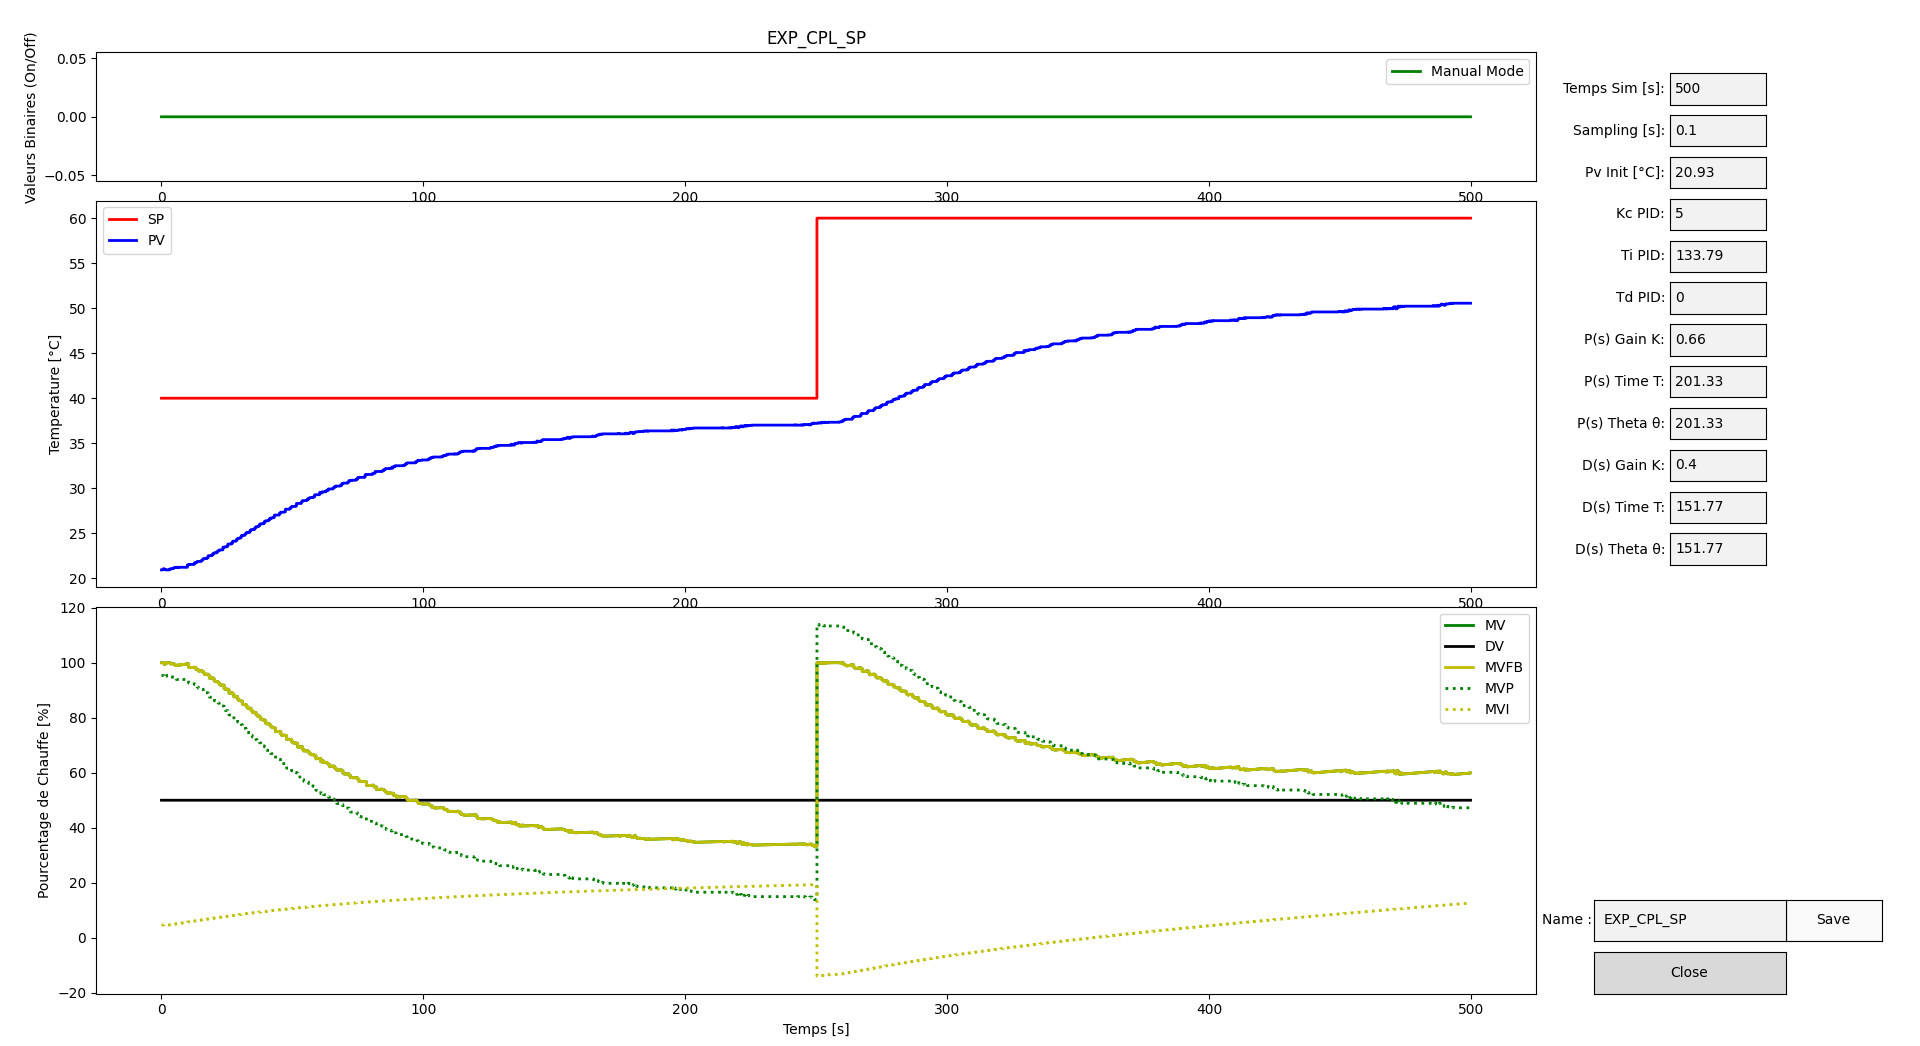 EXP_CPL_SP
Valeurs Binaires (On/Off)
0.05
0.00
−0.05
Manual Mode
0 100 200 300 400 500
Temperature [°C]
60
55
50
45
40
35
30
25
20
SP
PV
0 100 200 300 400 500
Pourcentage de Chauffe [%]
120
100
80
60
40
20
0
−20
MV
DV
MVFB
MVP
MVI
0 100 200 300 400 500
Temps [s]
Temps Sim [s]: 500
Sampling [s]: 0.1
Pv Init [°C]: 20.93
Kc PID: 5
Ti PID: 133.79
Td PID: 0
P(s) Gain K: 0.66
P(s) Time T: 201.33
P(s) Theta θ: 201.33
D(s) Gain K: 0.4
D(s) Time T: 151.77
D(s) Theta θ: 151.77
Name : EXP_CPL_SP Save
Close